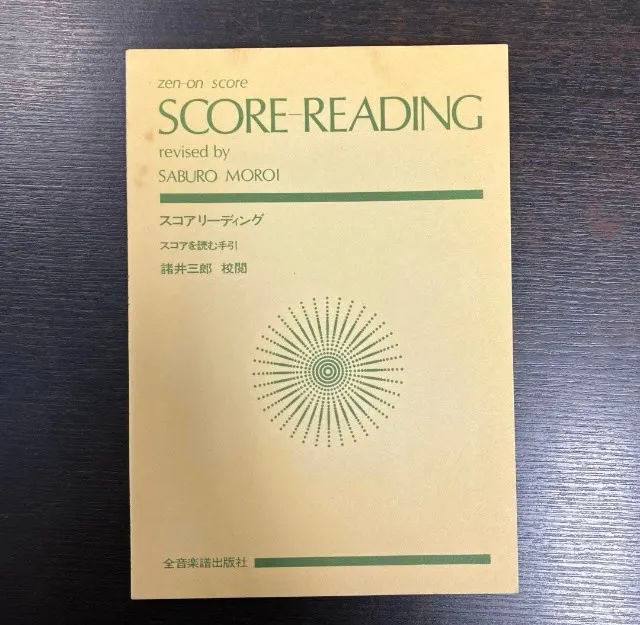 zen-on score
SCORE-READING
revised by
SABURO MOROI
スコアリーディング
スコアを読む手引
諸井三郎 校閲
全音楽譜出版社